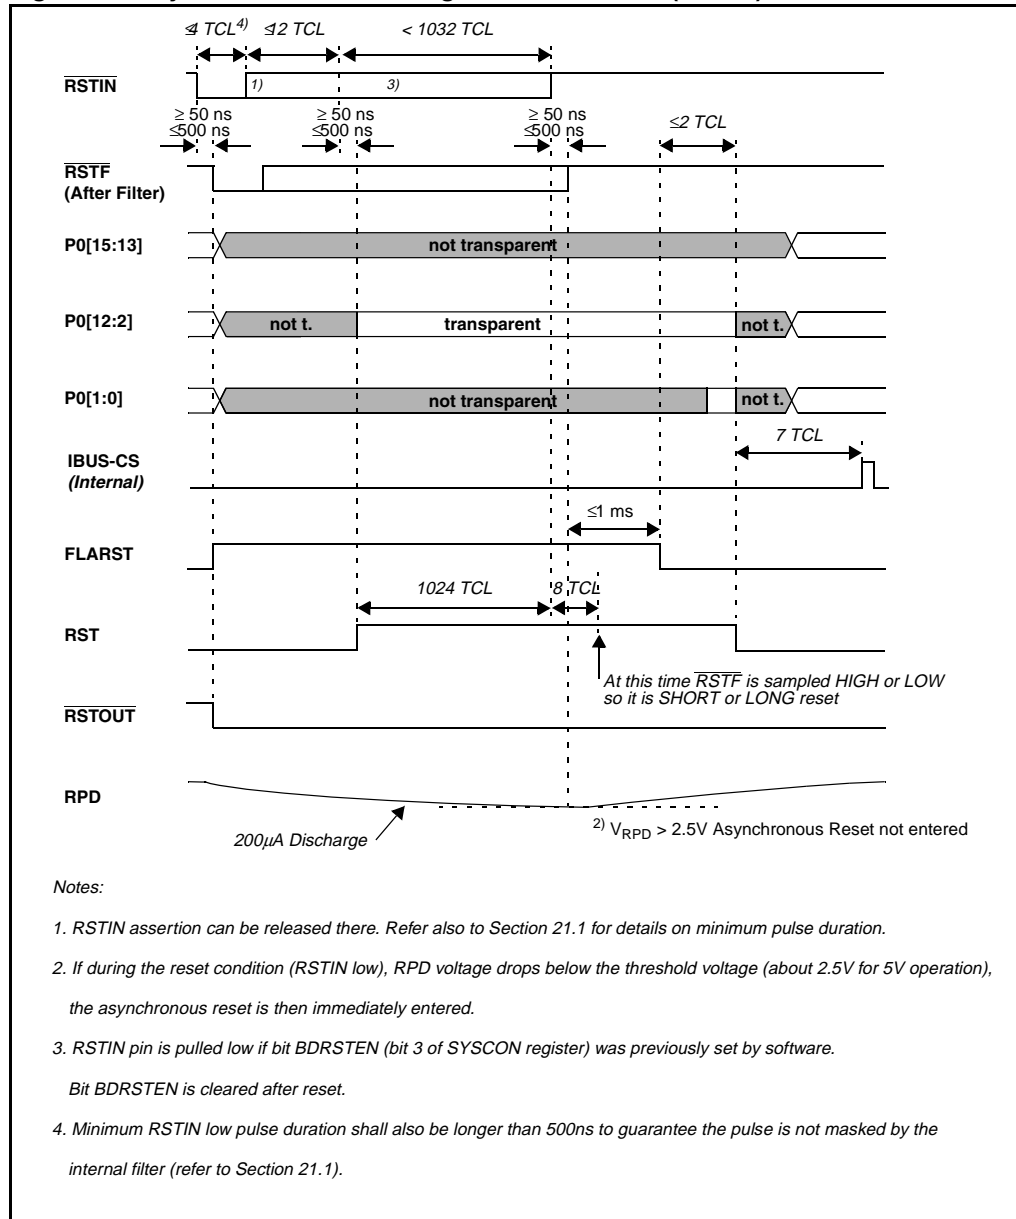 ≤4 TCL4) ≤12 TCL < 1032 TCL
RSTIN 1) 3)
≥ 50 ns ≥ 50 ns ≥ 50 ns
≤500 ns ≤500 ns ≤500 ns ≤2 TCL
RSTF
(After Filter)
P0[15:13] not transparent
P0[12:2] not t. transparent not t.
P0[1:0] not transparent not t.
7 TCL
IBUS-CS
(Internal)
≤1 ms
FLARST
1024 TCL 8 TCL
RST
At this time RSTF is sampled HIGH or LOW
so it is SHORT or LONG reset
RSTOUT
RPD
200μA Discharge 2) VRPD > 2.5V Asynchronous Reset not entered
Notes:
1. RSTIN assertion can be released there. Refer also to Section 21.1 for details on minimum pulse duration.
2. If during the reset condition (RSTIN low), RPD voltage drops below the threshold voltage (about 2.5V for 5V operation),
the asynchronous reset is then immediately entered.
3. RSTIN pin is pulled low if bit BDRSTEN (bit 3 of SYSCON register) was previously set by software.
Bit BDRSTEN is cleared after reset.
4. Minimum RSTIN low pulse duration shall also be longer than 500ns to guarantee the pulse is not masked by the
internal filter (refer to Section 21.1).